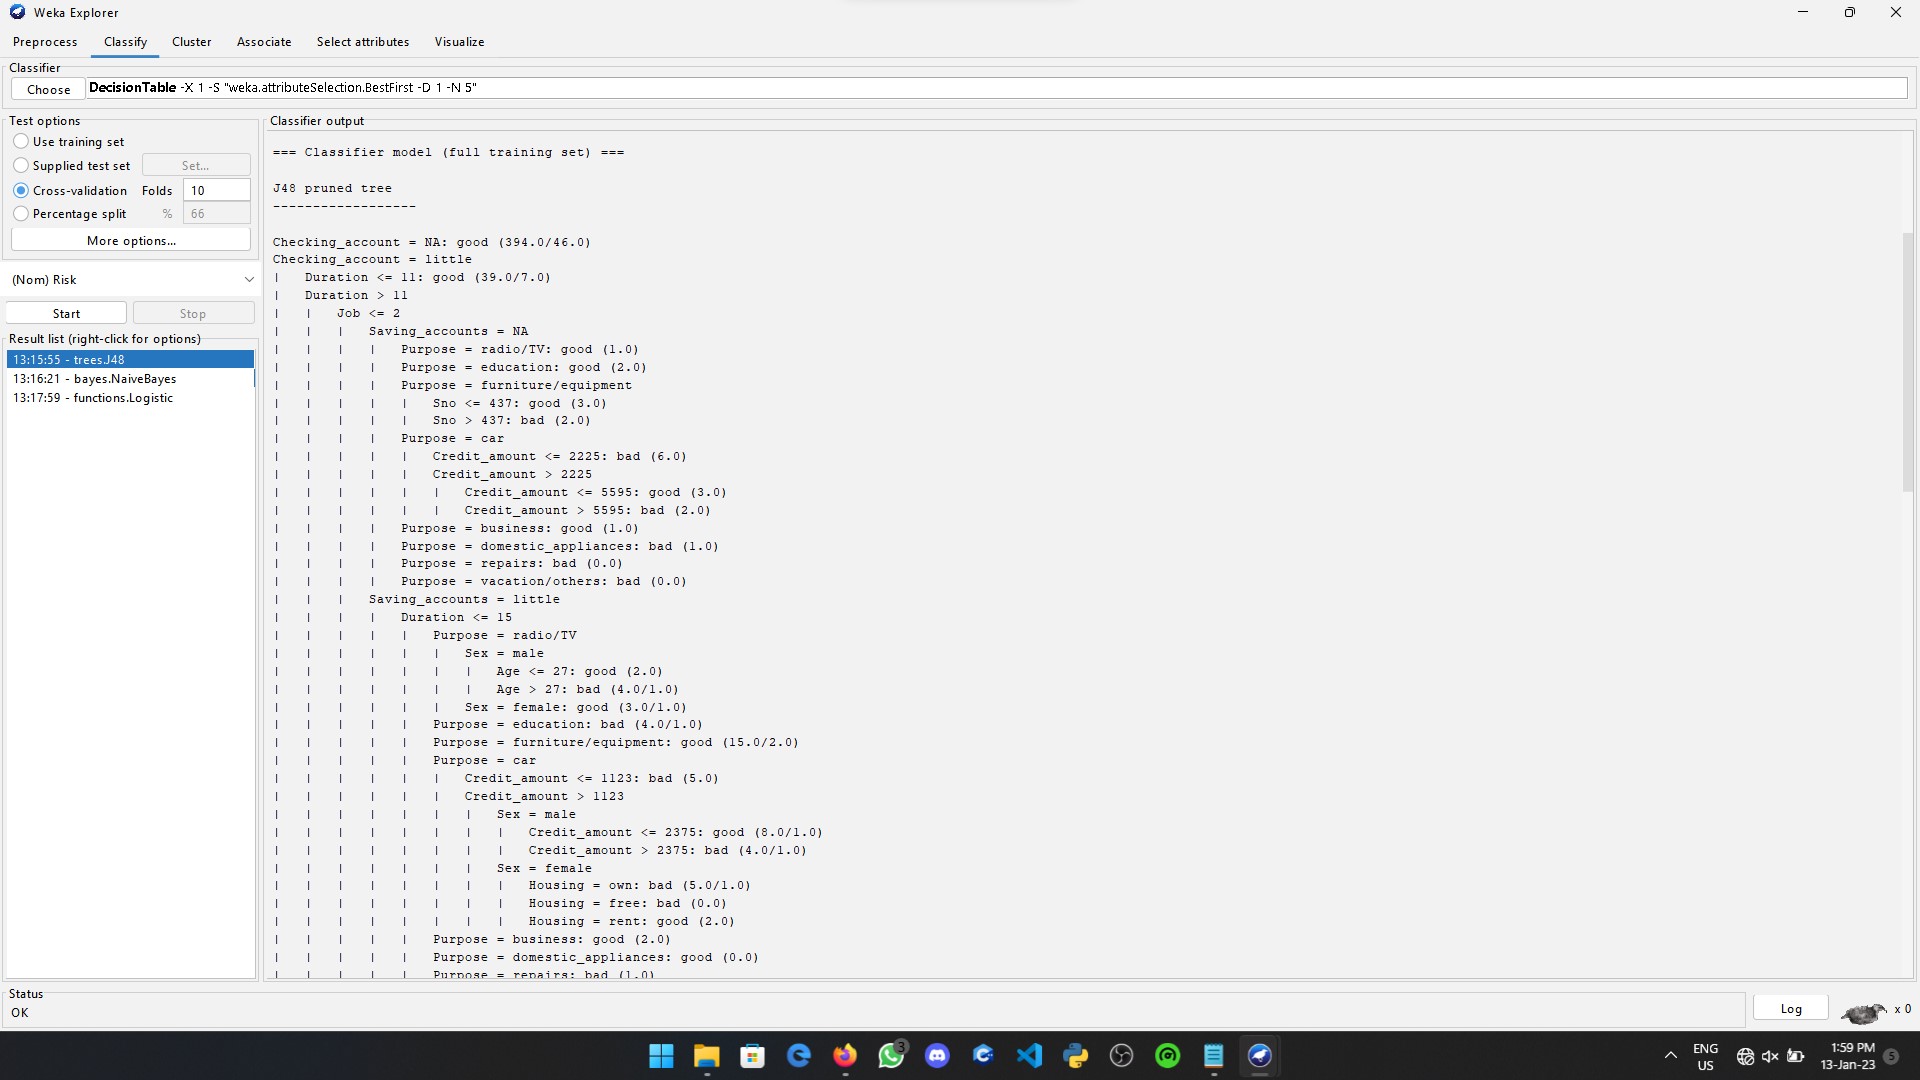 Weka Explorer
Preprocess Classify Cluster Associate Select attributes Visualize
Classifier
Choose DecisionTable -X 1 -S "weka.attributeSelection.BestFirst -D 1 -N 5"
Test options
Use training set
Supplied test set Set...
Cross-validation Folds 10
Percentage split % 66
More options...
(Nom) Risk
Start Stop
Result list (right-click for options)
13:15:55 - trees.J48
13:16:21 - bayes.NaiveBayes
13:17:59 - functions.Logistic
Classifier output
=== Classifier model (full training set) ===
J48 pruned tree
------------------
Checking_account = NA: good (394.0/46.0)
Checking_account = little
|   Duration <= 11: good (39.0/7.0)
|   Duration > 11
|   |   Job <= 2
|   |   |   Saving_accounts = NA
|   |   |   |   Purpose = radio/TV: good (1.0)
|   |   |   |   Purpose = education: good (2.0)
|   |   |   |   Purpose = furniture/equipment
|   |   |   |   |   Sno <= 437: good (3.0)
|   |   |   |   |   Sno > 437: bad (2.0)
|   |   |   |   Purpose = car
|   |   |   |   |   Credit_amount <= 2225: bad (6.0)
|   |   |   |   |   Credit_amount > 2225
|   |   |   |   |   |   Credit_amount <= 5595: good (3.0)
|   |   |   |   |   |   Credit_amount > 5595: bad (2.0)
|   |   |   |   Purpose = business: good (1.0)
|   |   |   |   Purpose = domestic_appliances: bad (1.0)
|   |   |   |   Purpose = repairs: bad (0.0)
|   |   |   |   Purpose = vacation/others: bad (0.0)
|   |   |   Saving_accounts = little
|   |   |   |   Duration <= 15
|   |   |   |   |   Purpose = radio/TV
|   |   |   |   |   |   Sex = male
|   |   |   |   |   |   |   Age <= 27: good (2.0)
|   |   |   |   |   |   |   Age > 27: bad (4.0/1.0)
|   |   |   |   |   |   Sex = female: good (3.0/1.0)
|   |   |   |   |   Purpose = education: bad (4.0/1.0)
|   |   |   |   |   Purpose = furniture/equipment: good (15.0/2.0)
|   |   |   |   |   Purpose = car
|   |   |   |   |   |   Credit_amount <= 1123: bad (5.0)
|   |   |   |   |   |   Credit_amount > 1123
|   |   |   |   |   |   |   Sex = male
|   |   |   |   |   |   |   |   Credit_amount <= 2375: good (8.0/1.0)
|   |   |   |   |   |   |   |   Credit_amount > 2375: bad (4.0/1.0)
|   |   |   |   |   |   |   Sex = female
|   |   |   |   |   |   |   |   Housing = own: bad (5.0/1.0)
|   |   |   |   |   |   |   |   Housing = free: bad (0.0)
|   |   |   |   |   |   |   |   Housing = rent: good (2.0)
|   |   |   |   |   Purpose = business: good (2.0)
|   |   |   |   |   Purpose = domestic_appliances: good (0.0)
|   |   |   |   |   Purpose = repairs: bad (1.0)
Status
OK
Log x 0
3
ENG
US
1:59 PM
13-Jan-23
5